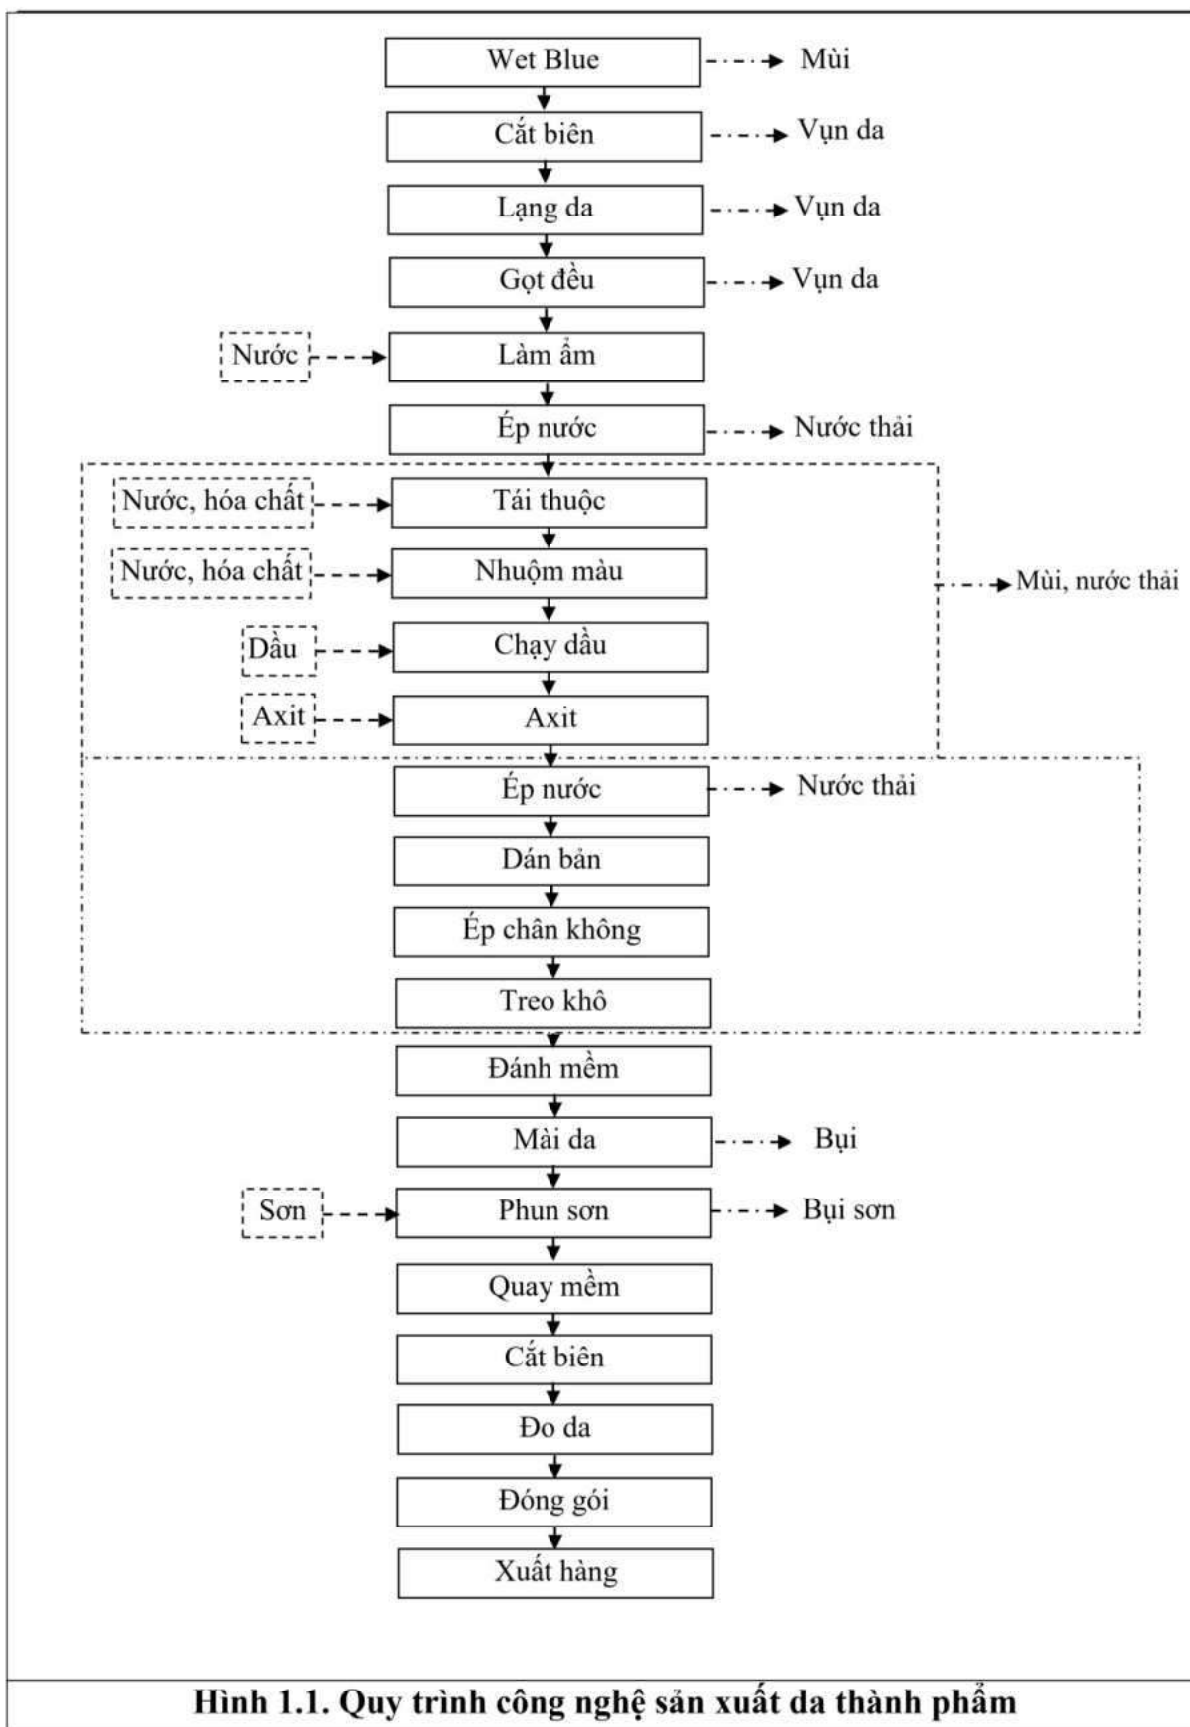 Wet Blue
Mùi
Cắt biên
Vụn da
Lạng da
Vụn da
Gọt đều
Vụn da
Nước
Làm ẩm
Ép nước
Nước thải
Nước, hóa chất
Tái thuộc
Nước, hóa chất
Nhuộm màu
Mùi, nước thải
Dầu
Chạy dầu
Axit
Axit
Ép nước
Nước thải
Dán bản
Ép chân không
Treo khô
Đánh mềm
Mài da
Bụi
Sơn
Phun sơn
Bụi sơn
Quay mềm
Cắt biên
Đo da
Đóng gói
Xuất hàng
Hình 1.1. Quy trình công nghệ sản xuất da thành phẩm